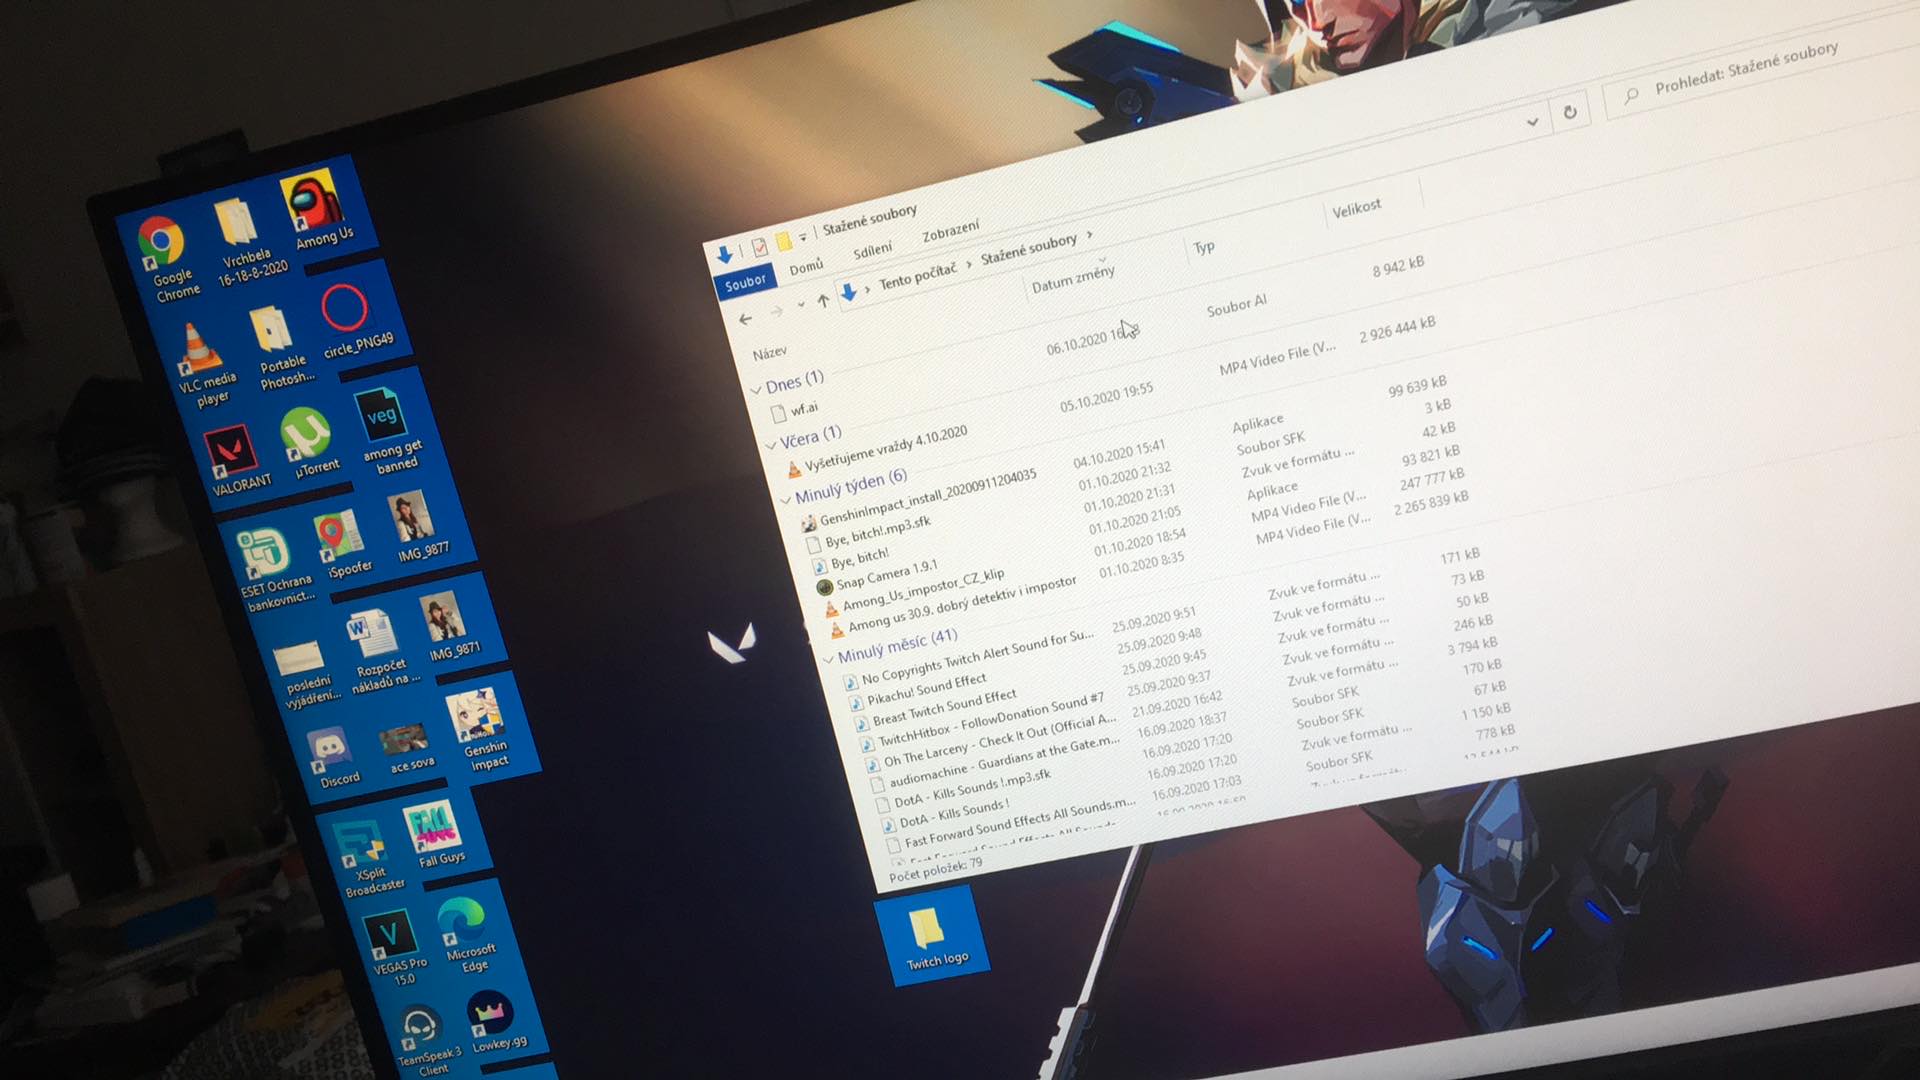 Google
Chrome
Vrchbela
16-18-8-2020
Among Us
VLC media
player
Portable
Photosh...
circle_PNG49
VALORANT
µTorrent
veg
among get
banned
ESET Ochrana
bankovnict...
iSpoofer
IMG_9877
poslední
vyjádření...
Rozpočet
nákladů na ...
IMG_9871
Discord
ace sova
Genshin
Impact
XSplit
Broadcaster
FALL
Fall Guys
VEGAS Pro
15.0
Microsoft
Edge
TeamSpeak 3
Client
Lowkey.gg
Stažené soubory
Soubor Domů Sdílení Zobrazení
Tento počítač › Stažené soubory ›
Prohledat: Stažené soubory
Název Datum změny Typ Velikost
Dnes (1)
wf.ai 06.10.2020 Soubor AI 8 942 kB
Včera (1)
Vyšetřujeme vraždy 4.10.2020 05.10.2020 19:55 MP4 Video File (V... 2 926 444 kB
Minulý týden (6)
GenshinImpact_install_20200911204035 04.10.2020 15:41 Aplikace 99 639 kB
Bye, bitch!.mp3.sfk 01.10.2020 21:32 Soubor SFK 3 kB
Bye, bitch! 01.10.2020 21:31 Zvuk ve formátu ... 42 kB
Snap Camera 1.9.1 01.10.2020 21:05 Aplikace 93 821 kB
Among_Us_impostor_CZ_klip 01.10.2020 18:54 MP4 Video File (V... 247 777 kB
Among us 30.9. dobrý detektiv i impostor 01.10.2020 8:35 MP4 Video File (V... 2 265 839 kB
Minulý měsíc (41)
No Copyrights Twitch Alert Sound for Su... 25.09.2020 9:51 Zvuk ve formátu ... 171 kB
Pikachu! Sound Effect 25.09.2020 9:48 Zvuk ve formátu ... 73 kB
Breast Twitch Sound Effect 25.09.2020 9:45 Zvuk ve formátu ... 50 kB
TwitchHitbox - FollowDonation Sound #7 25.09.2020 9:37 Zvuk ve formátu ... 246 kB
Oh The Larceny - Check It Out (Official A... 21.09.2020 16:42 Zvuk ve formátu ... 3 794 kB
audiomachine - Guardians at the Gate.m... 16.09.2020 18:37 Soubor SFK 170 kB
DotA - Kills Sounds !.mp3.sfk 16.09.2020 17:20 Soubor SFK 67 kB
DotA - Kills Sounds ! 16.09.2020 17:20 Zvuk ve formátu ... 1 150 kB
Fast Forward Sound Effects All Sounds.m... 16.09.2020 17:03 Soubor SFK 778 kB
Počet položek: 79
Twitch logo